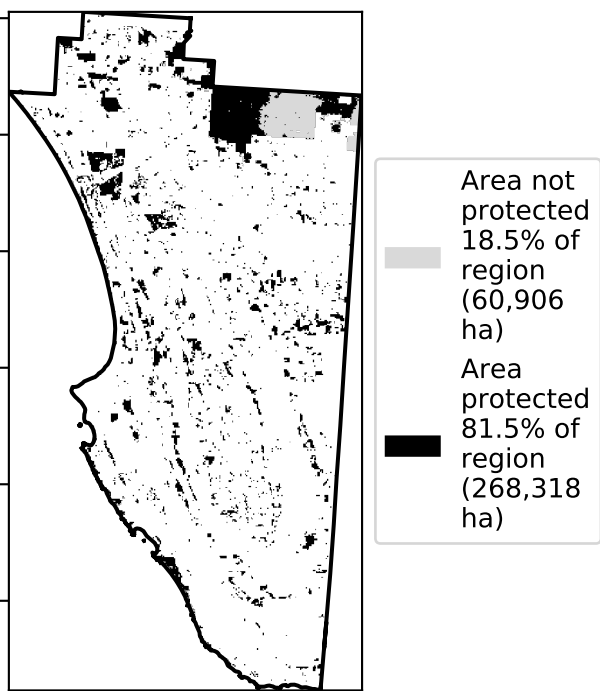 Area not
protected
18.5% of
region
(60,906
ha)
Area
protected
81.5% of
region
(268,318
ha)